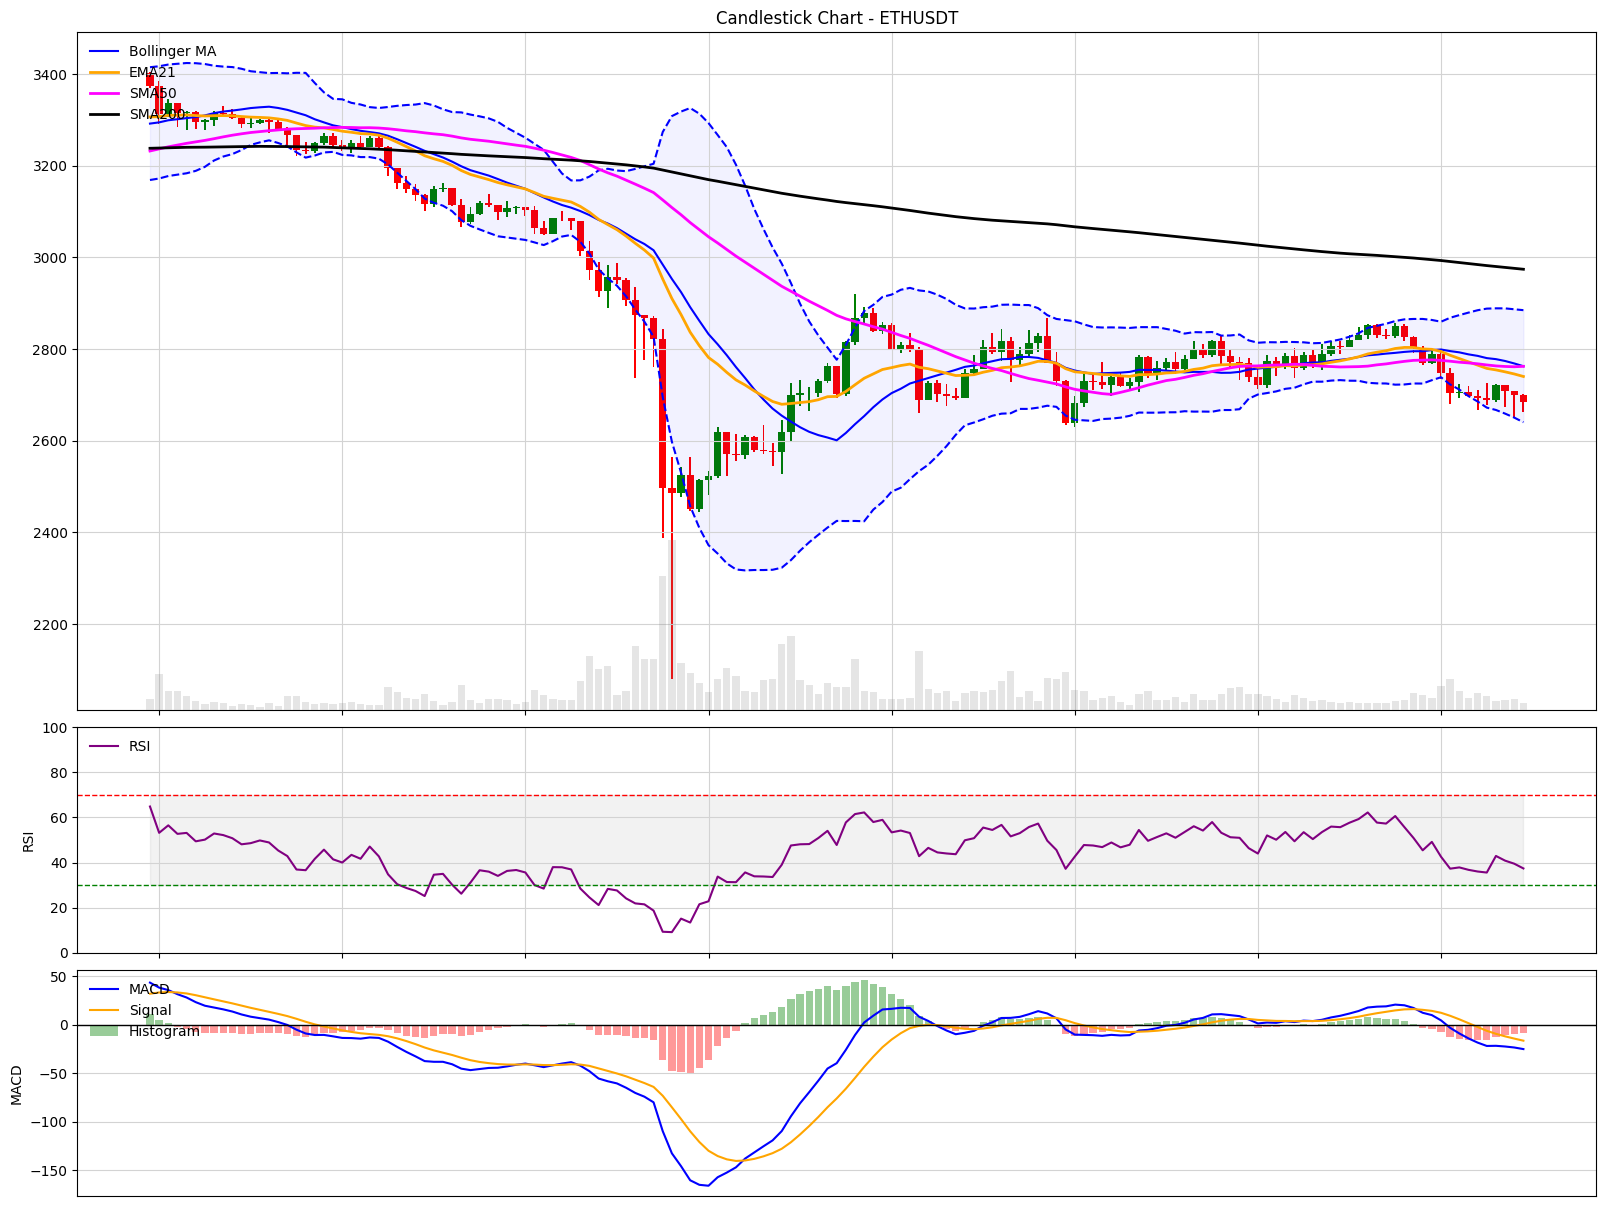 Candlestick Chart - ETHUSDT
Bollinger MA
EMA21
SMA50
SMA200
3400
3200
3000
2800
2600
2400
2200
RSI
100
80
60
40
20
0
RSI
MACD
Signal
Histogram
50
0
−50
−100
−150
MACD